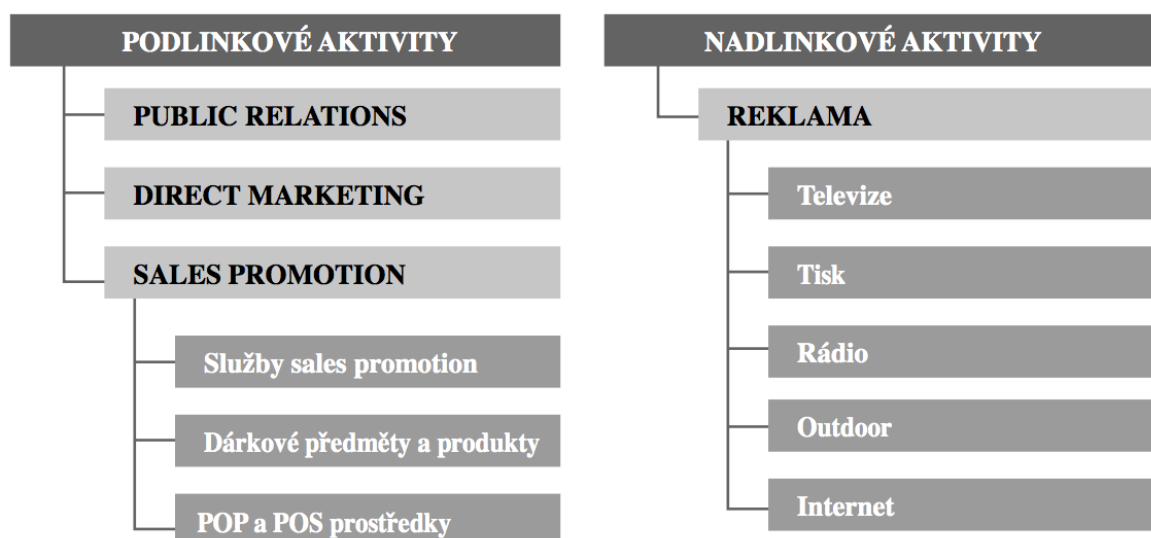 PODLINKOVÉ AKTIVITY
PUBLIC RELATIONS
DIRECT MARKETING
SALES PROMOTION
Služby sales promotion
Dárkové předměty a produkty
POP a POS prostředky
NADLINKOVÉ AKTIVITY
REKLAMA
Televize
Tisk
Rádio
Outdoor
Internet